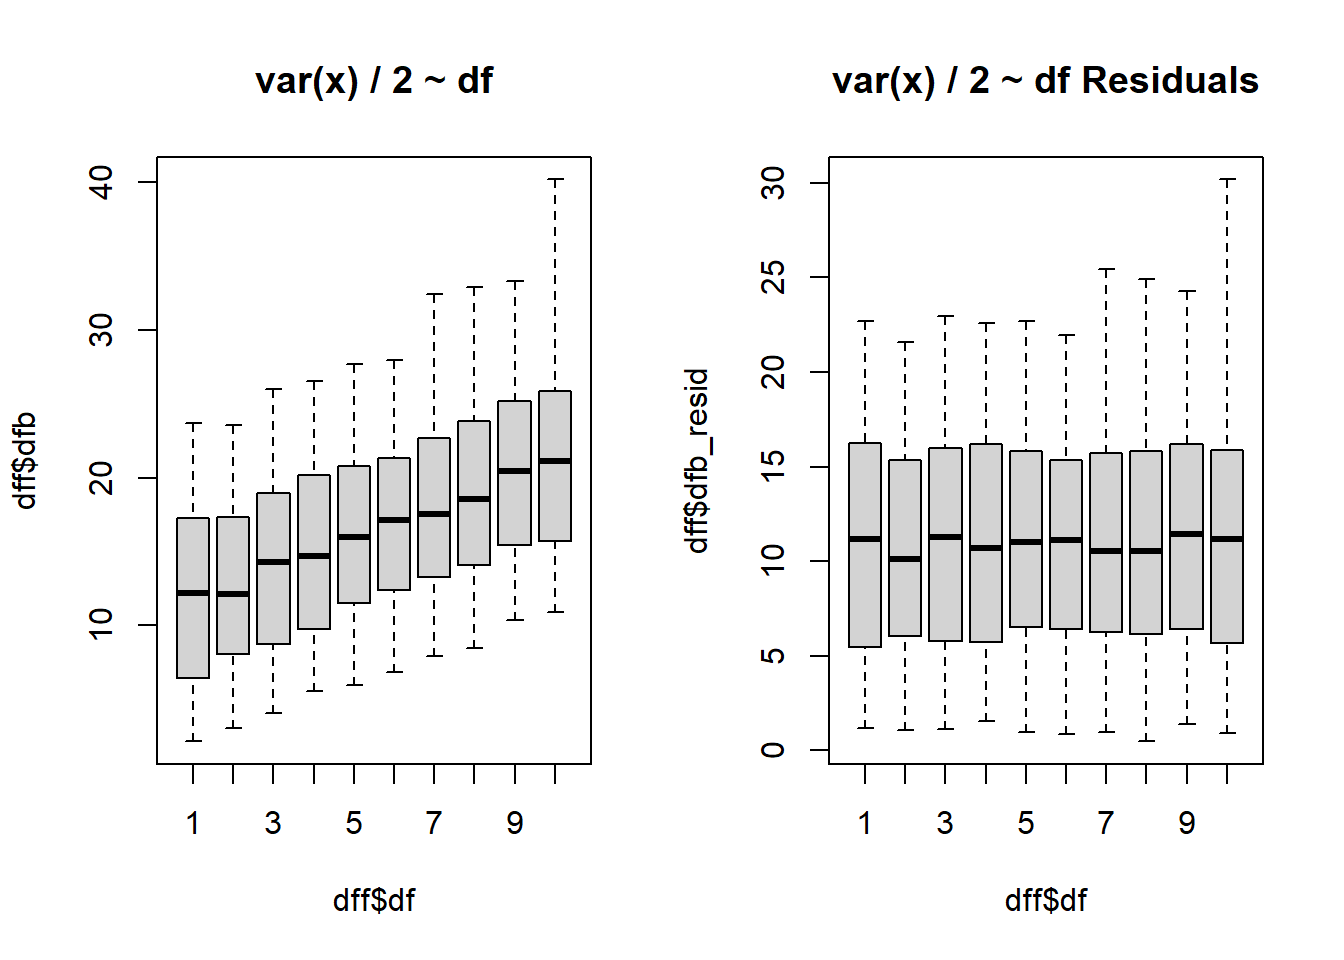 var(x) / 2 ~ df
dff$dfb
40
30
20
10
1 3 5 7 9
dff$df
var(x) / 2 ~ df Residuals
dff$dfb_resid
30
25
20
15
10
5
0
1 3 5 7 9
dff$df